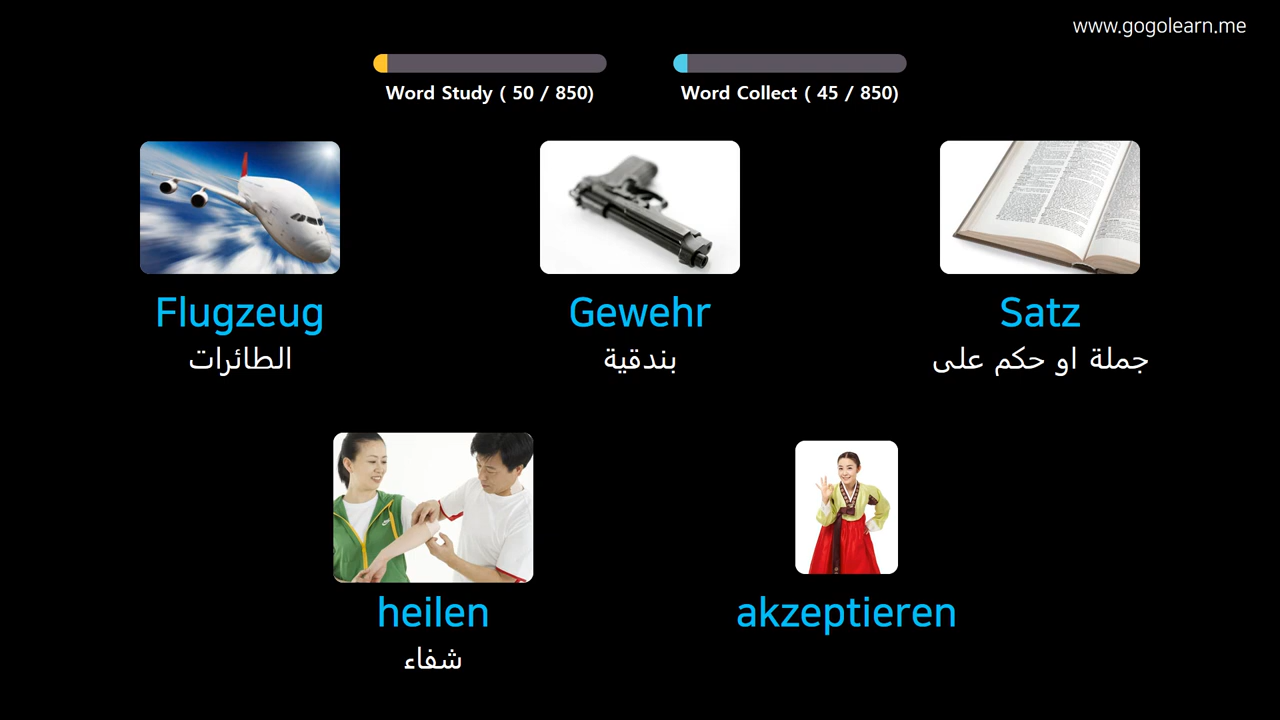 www.gogolearn.me
Word Study ( 50 / 850)
Word Collect ( 45 / 850)
Flugzeug
الطائرات
Gewehr
بندقية
Satz
جملة او حكم على
heilen
شفاء
akzeptieren